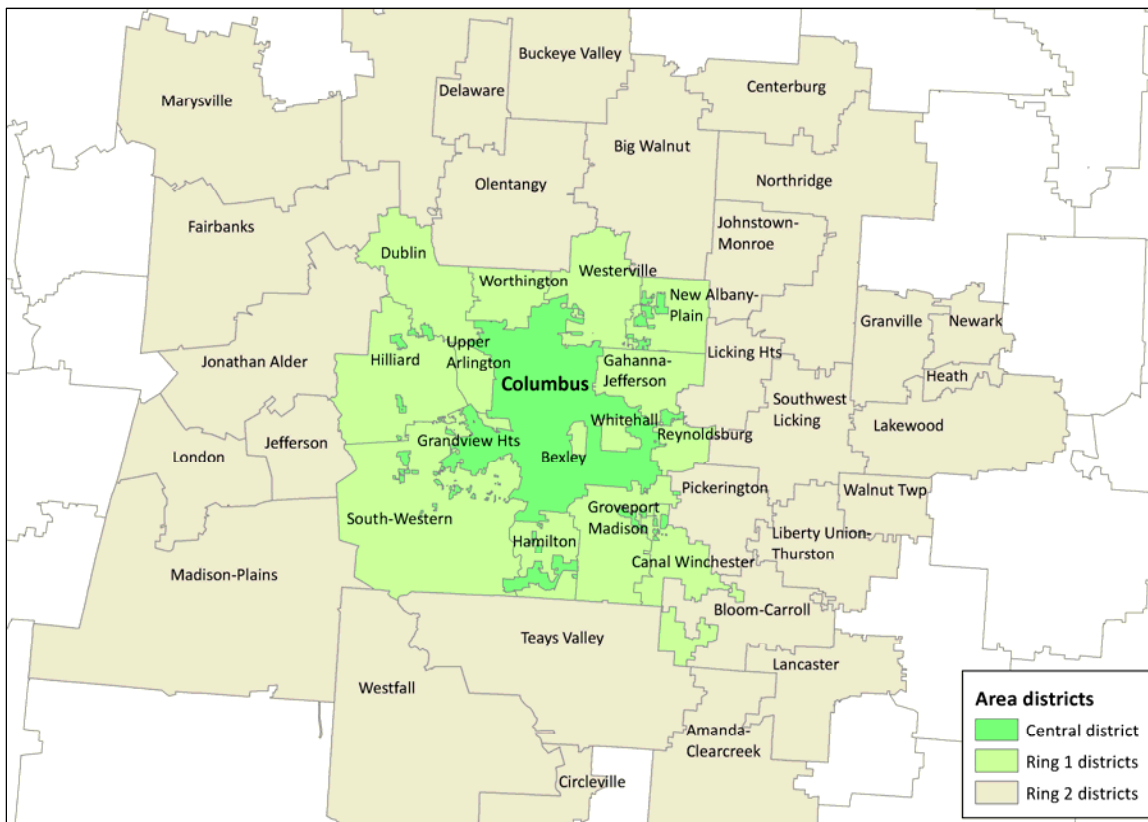 Buckeye Valley
Delaware
Centerburg
Marysville
Big Walnut
Olentangy
Northridge
Fairbanks
Johnstown-
Monroe
Dublin
Westerville
Worthington
New Albany-
Plain
Granville
Newark
Upper
Arlington
Licking Hts
Hilliard
Jonathan Alder
Gahanna-
Jefferson
Heath
Columbus
Southwest
Licking
Whitehall
Lakewood
Reynoldsburg
Grandview Hts
Jefferson
London
Bexley
Pickerington
Walnut Twp
South-Western
Groveport
Madison
Liberty Union-
Thurston
Hamilton
Canal Winchester
Madison-Plains
Bloom-Carroll
Teays Valley
Lancaster
Westfall
Amanda-
Clearcreek
Circleville
Area districts
Central district
Ring 1 districts
Ring 2 districts